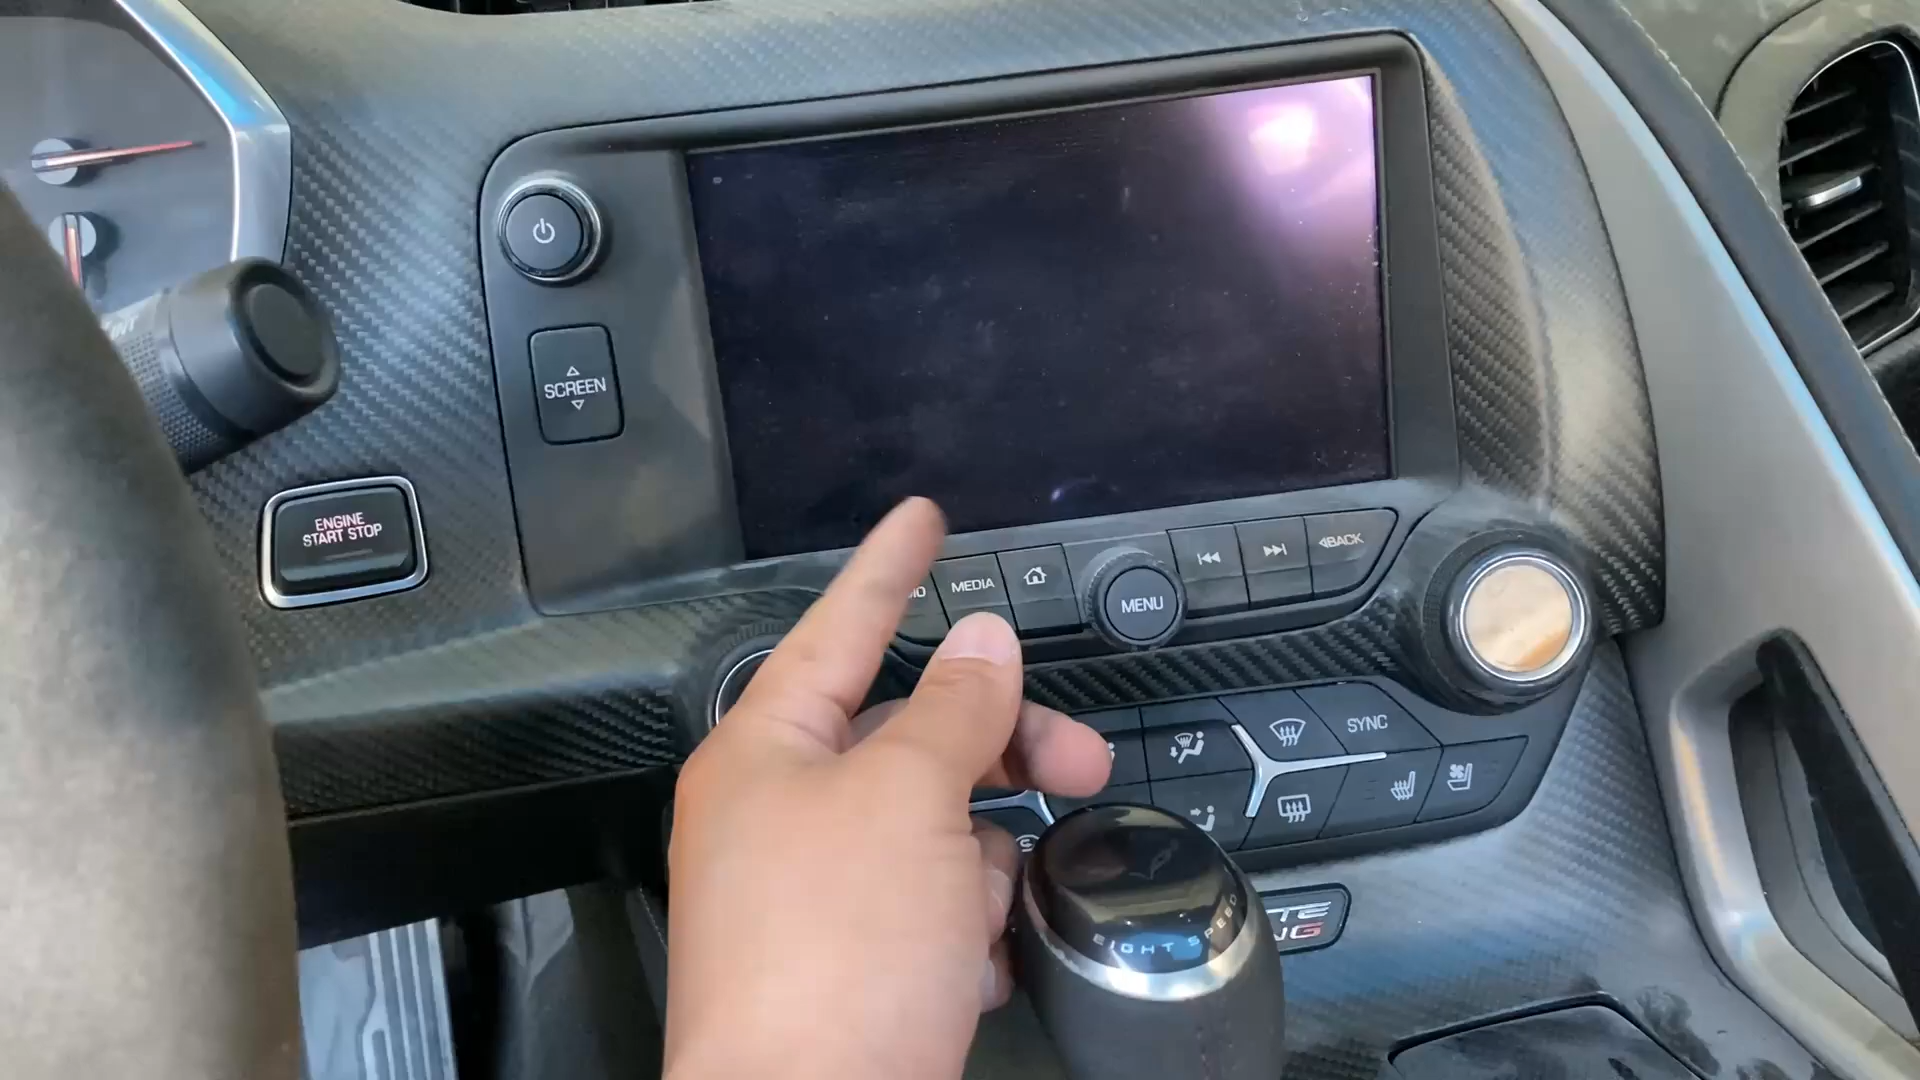 SCREEN
ENGINE
START STOP
MEDIA
MENU
BACK
SYNC
EIGHT SPEED